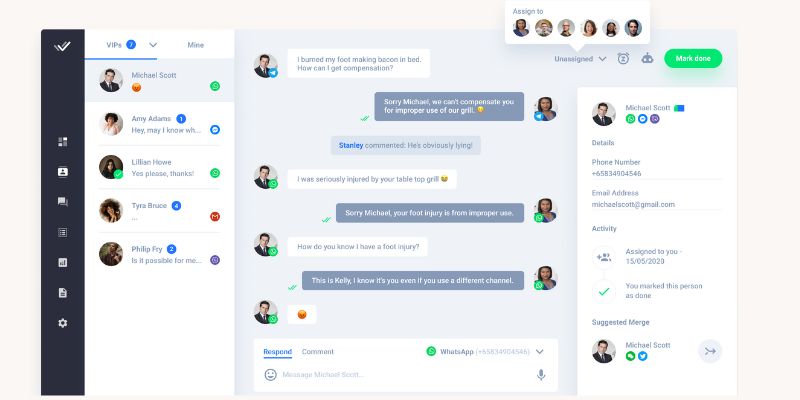 Assign to
VIPs 7
Mine
Unassigned
Mark done
Michael Scott
Amy Adams 1
Hey, may I know wh...
Lillian Howe
Yes please, thanks!
Tyra Bruce 4
...
Philip Fry 2
Is it possible for me...
I burned my foot making bacon in bed.
How can I get compensation?
Sorry Michael, we can't compensate you
for improper use of our grill. 😄
Stanley commented: He's obviously lying!
I was seriously injured by your table top grill 😆
Sorry Michael, your foot injury is from improper use.
How do you know I have a foot injury?
This is Kelly, I know it's you even if you use a different channel.
Respond
Comment
WhatsApp (+65834904546)
Message Michael Scott...
Michael Scott
Details
Phone Number
+65834904546
Email Address
michaelscott@gmail.com
Activity
Assigned to you -
15/05/2020
You marked this person
as done
Suggested Merge
Michael Scott